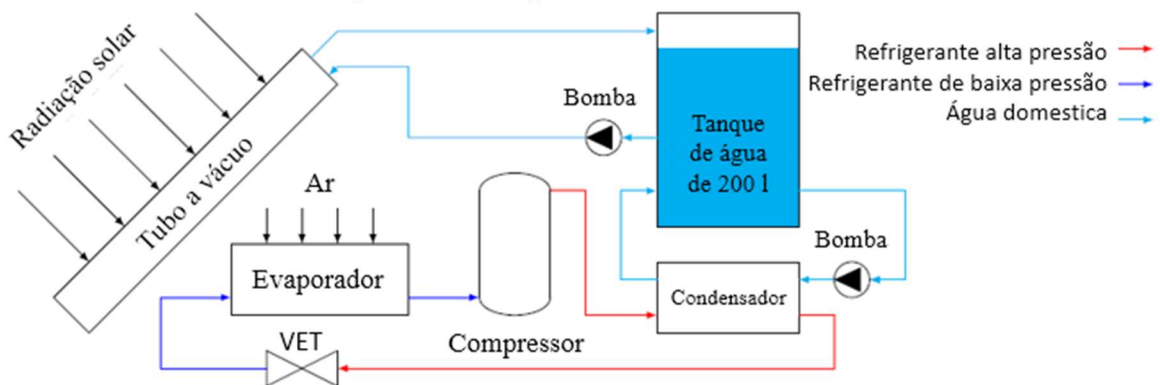 Radiação solar
Tubo a vácuo
Ar
Evaporador
VET
Compressor
Bomba
Tanque
de água
de 200 l
Bomba
Condensador
Refrigerante alta pressão
Refrigerante de baixa pressão
Água domestica